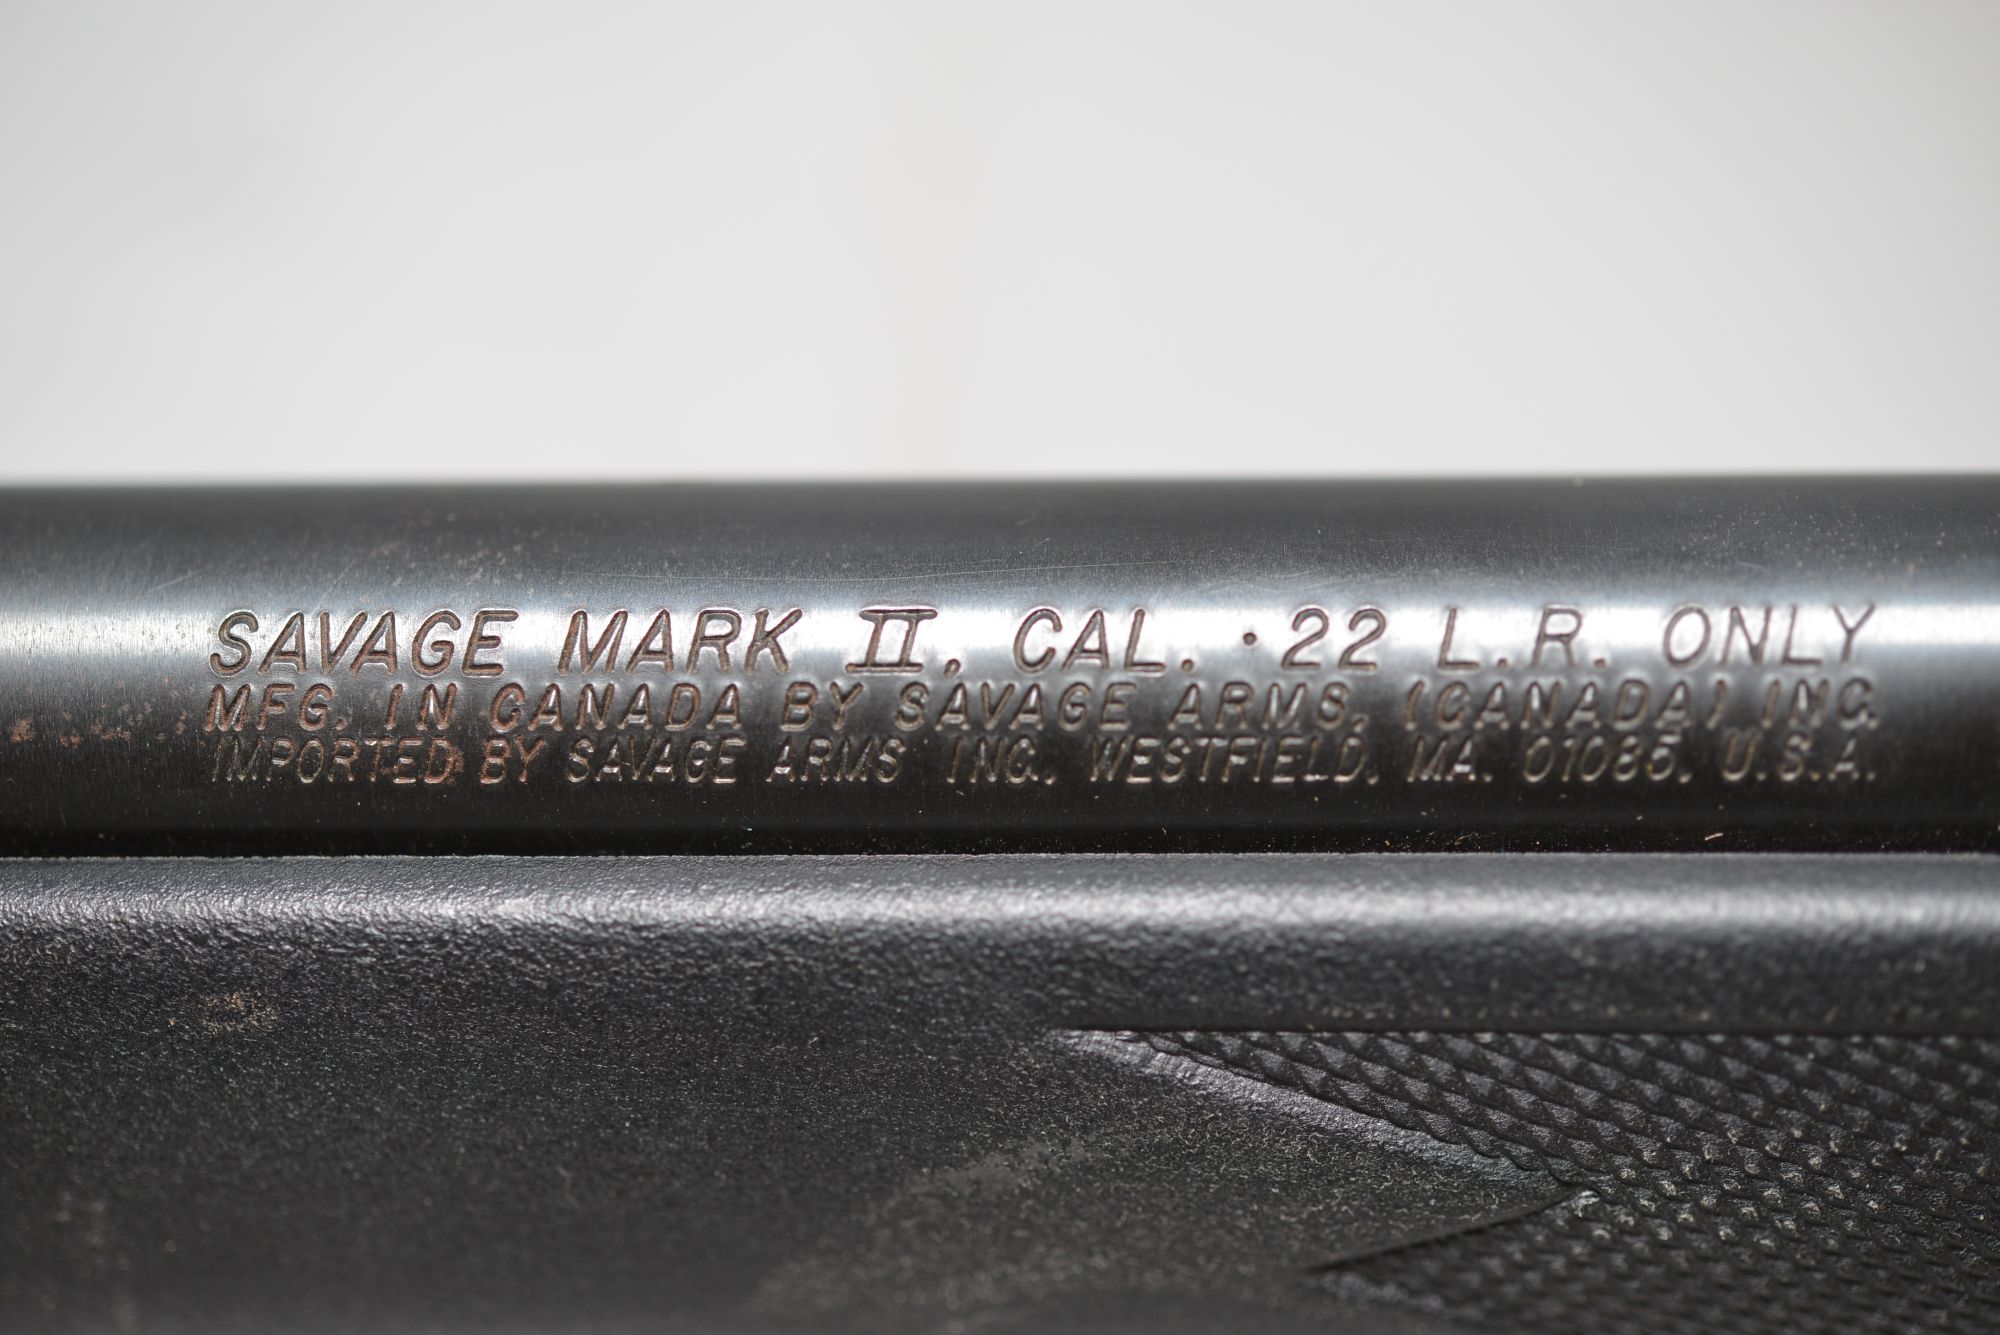 SAVAGE MARK II, CAL. .22 L.R. ONLY
MFG. IN CANADA BY SAVAGE ARMS, (CANADA) INC.
IMPORTED BY SAVAGE ARMS INC., WESTFIELD, MA. 01085, U.S.A.